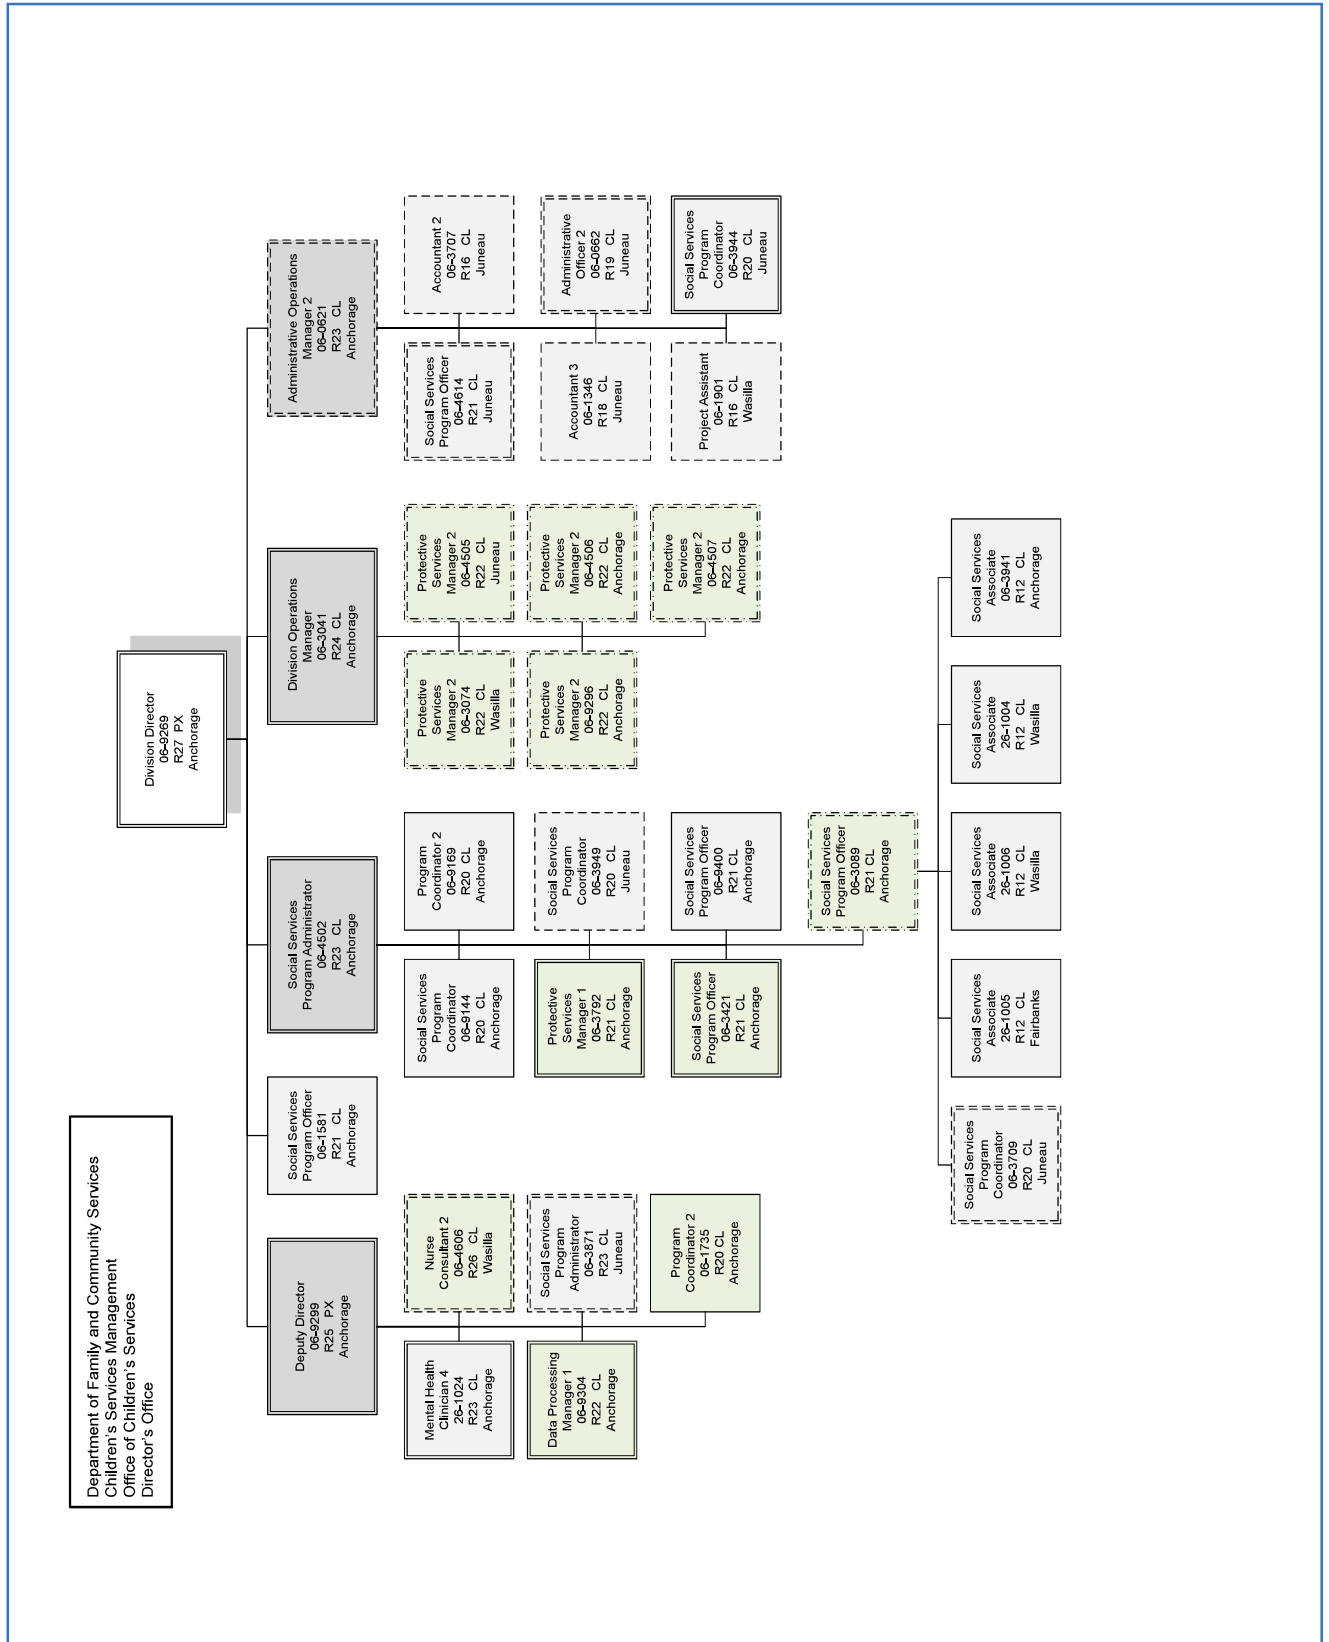 Department of Family and Community Services
Children's Services Management
Office of Children's Services
Director's Office
Division Director
06-9269
R27 PX
Anchorage
Deputy Director
06-9299
R25 PX
Anchorage
Social Services
Program Officer
06-1581
R21 CL
Anchorage
Social Services
Program Administrator
06-4502
R23 CL
Anchorage
Division Operations
Manager
06-3041
R24 CL
Anchorage
Administrative Operations
Manager 2
06-0621
R23 CL
Anchorage
Mental Health
Clinician 4
26-1024
R23 CL
Anchorage
Nurse
Consultant 2
06-4606
R26 CL
Wasilla
Data Processing
Manager 1
06-9304
R22 CL
Anchorage
Social Services
Program
Administrator
06-3871
R23 CL
Juneau
Program
Coordinator 2
06-1735
R20 CL
Anchorage
Social Services
Program
Coordinator
06-9144
R20 CL
Anchorage
Program
Coordinator 2
06-9169
R20 CL
Anchorage
Protective
Services
Manager 1
06-3792
R21 CL
Anchorage
Social Services
Program
Coordinator
06-3949
R20 CL
Juneau
Social Services
Program Officer
06-3421
R21 CL
Anchorage
Social Services
Program Officer
06-9400
R21 CL
Anchorage
Social Services
Program Officer
06-3089
R21 CL
Anchorage
Protective
Services
Manager 2
06-3074
R22 CL
Wasilla
Protective
Services
Manager 2
06-4505
R22 CL
Juneau
Protective
Services
Manager 2
06-9296
R22 CL
Anchorage
Protective
Services
Manager 2
06-4506
R22 CL
Anchorage
Protective
Services
Manager 2
06-4507
R22 CL
Anchorage
Social Services
Program Officer
06-4614
R21 CL
Juneau
Accountant 2
06-3707
R16 CL
Juneau
Accountant 3
06-1346
R18 CL
Juneau
Administrative
Officer 2
06-0662
R19 CL
Juneau
Project Assistant
06-1901
R16 CL
Wasilla
Social Services
Program
Coordinator
06-3944
R20 CL
Juneau
Social Services
Program
Coordinator
06-3709
R20 CL
Juneau
Social Services
Associate
26-1005
R12 CL
Fairbanks
Social Services
Associate
26-1006
R12 CL
Wasilla
Social Services
Associate
26-1004
R12 CL
Wasilla
Social Services
Associate
06-3941
R12 CL
Anchorage